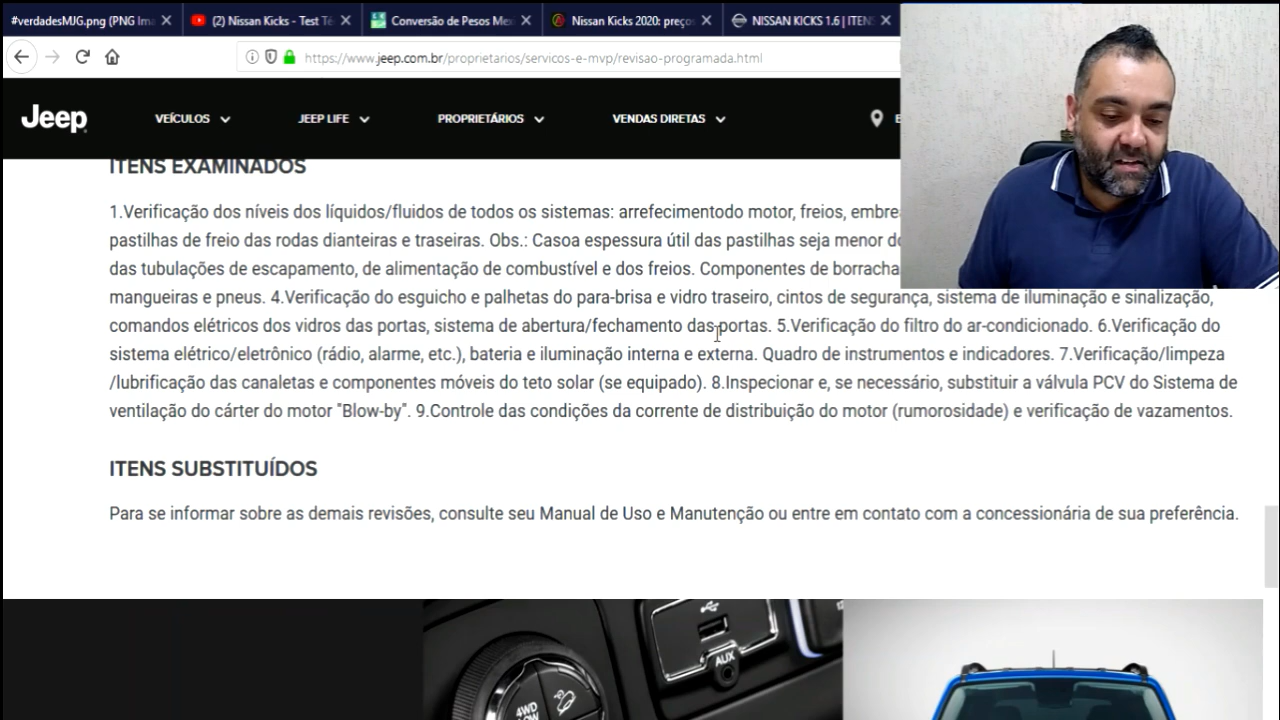 #verdadesMJG.png (PNG Ima
(2) Nissan Kicks - Test Té
Conversão de Pesos Mex
Nissan Kicks 2020: preços
NISSAN KICKS 1.6 | ITENS
https://www.jeep.com.br/proprietarios/servicos-e-mvp/revisao-programada.html
Jeep
VEÍCULOS
JEEP LIFE
PROPRIETÁRIOS
VENDAS DIRETAS
ITENS EXAMINADOS
1.Verificação dos níveis dos líquidos/fluidos de todos os sistemas: arrefecimentodo motor, freios,
pastilhas de freio das rodas dianteiras e traseiras. Obs.: Casoa espessura útil das pastilhas seja menor
das tubulações de escapamento, de alimentação de combustível e dos freios. Componentes de borracha
mangueiras e pneus. 4.Verificação do esguicho e palhetas do para-brisa e vidro traseiro, cintos de segurança, sistema de iluminação e sinalização,
comandos elétricos dos vidros das portas, sistema de abertura/fechamento das portas. 5.Verificação do filtro do ar-condicionado. 6.Verificação do
sistema elétrico/eletrônico (rádio, alarme, etc.), bateria e iluminação interna e externa. Quadro de instrumentos e indicadores. 7.Verificação/limpeza
/lubrificação das canaletas e componentes móveis do teto solar (se equipado). 8.Inspecionar e, se necessário, substituir a válvula PCV do Sistema de
ventilação do cárter do motor "Blow-by". 9.Controle das condições da corrente de distribuição do motor (rumorosidade) e verificação de vazamentos.
ITENS SUBSTITUÍDOS
Para se informar sobre as demais revisões, consulte seu Manual de Uso e Manutenção ou entre em contato com a concessionária de sua preferência.
AUX
4WD
LOW